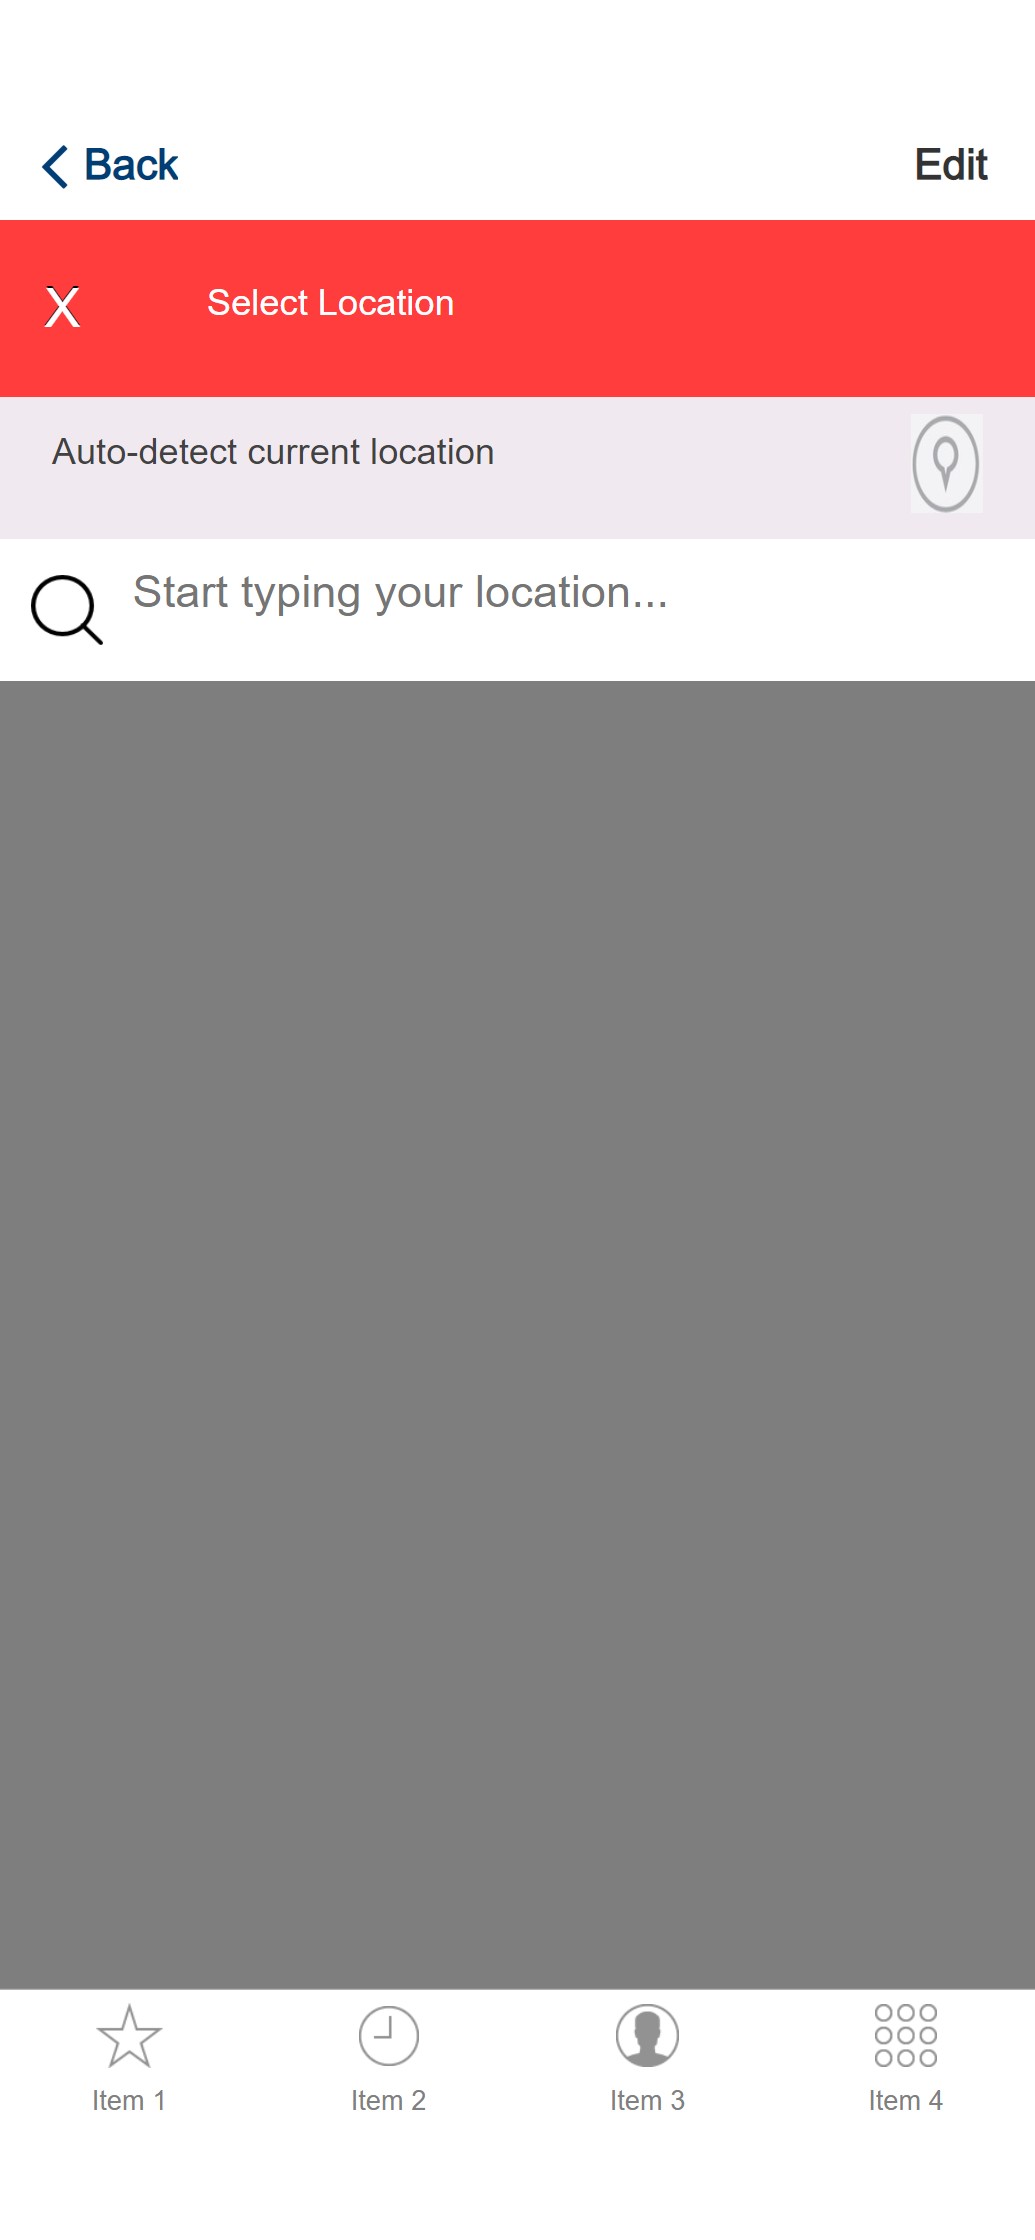 Back
Edit
X
Select Location
Auto-detect current location
Start typing your location...
Item 1
Item 2
Item 3
Item 4